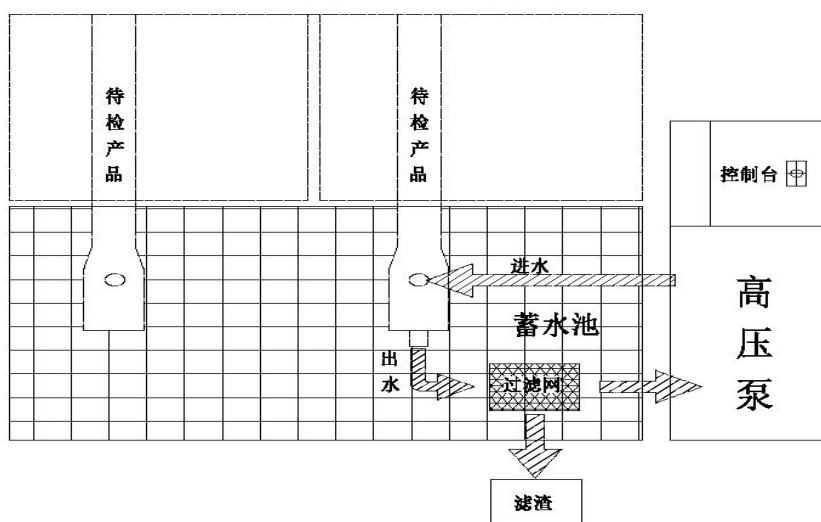 待检产品
待检产品
控制台
进水
高压泵
蓄水池
出水
过滤网
滤渣